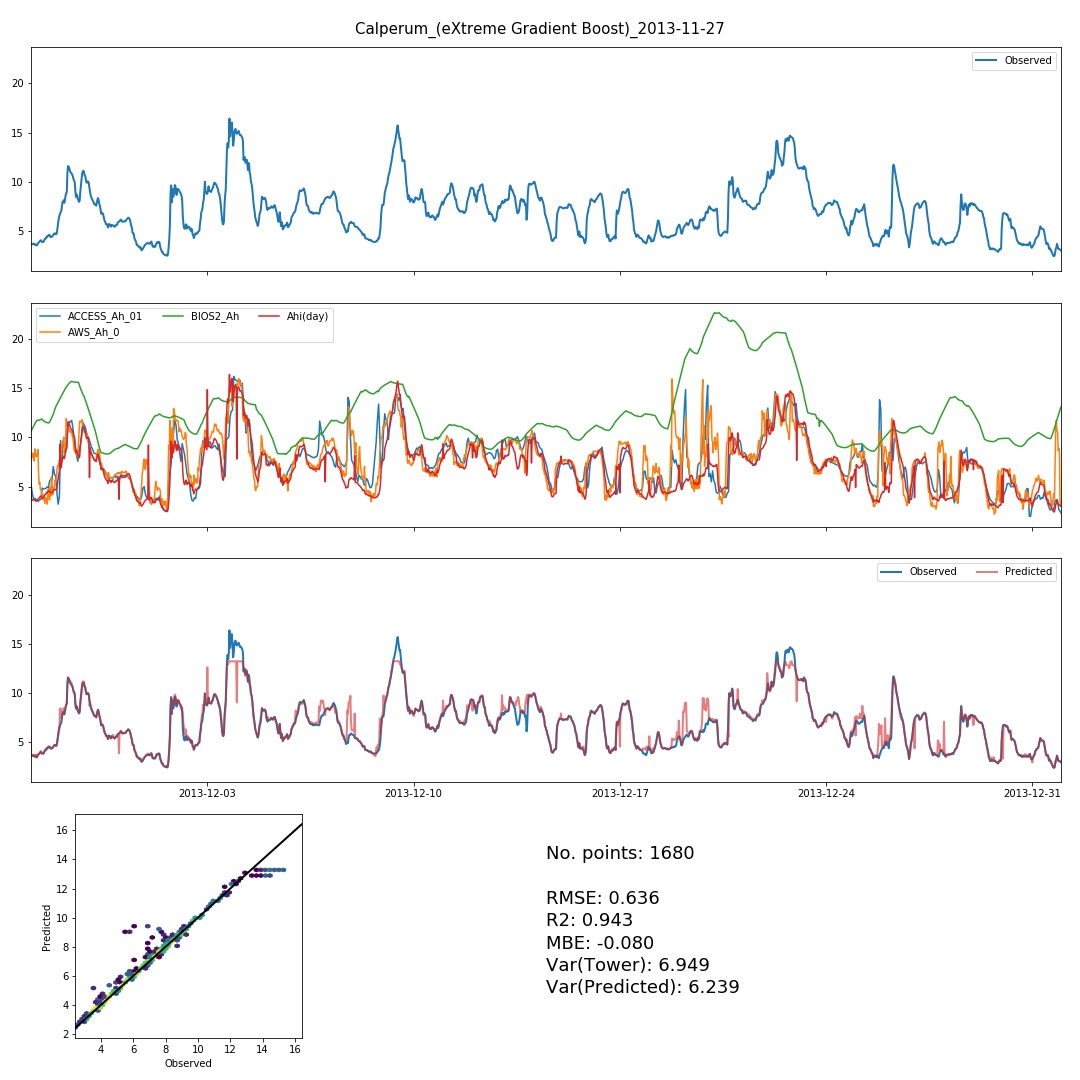 Calperum_(eXtreme Gradient Boost)_2013-11-27
Observed
20
15
10
5
ACCESS_Ah_01 BIOS2_Ah Ahi(day)
AWS_Ah_0
20
15
10
5
Observed Predicted
20
15
10
5
2013-12-03 2013-12-10 2013-12-17 2013-12-24 2013-12-31
16
14
12
10
8
6
4
2
Predicted
4 6 8 10 12 14 16
Observed
No. points: 1680
RMSE: 0.636
R2: 0.943
MBE: -0.080
Var(Tower): 6.949
Var(Predicted): 6.239